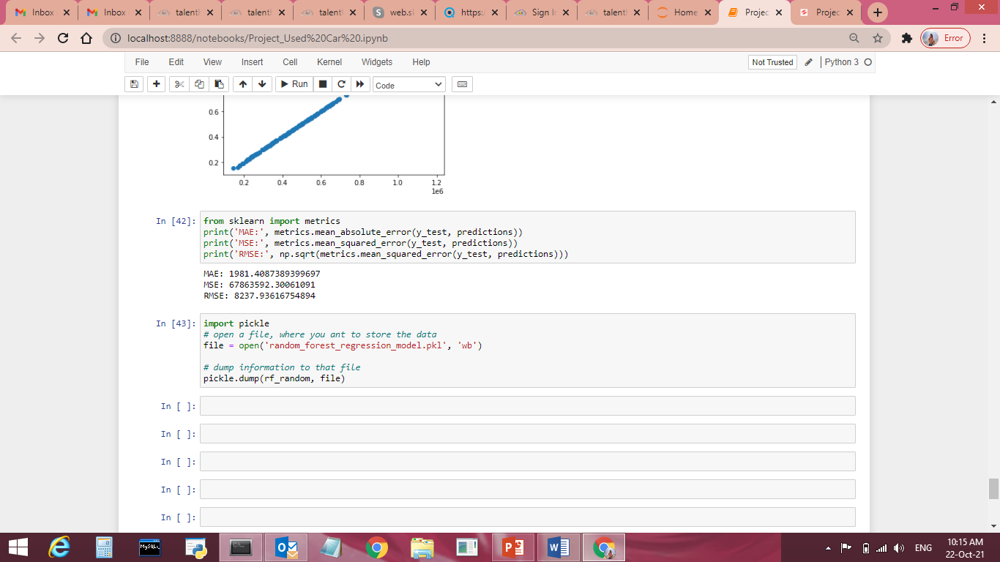 Inbox
Inbox
talentl
talentl
talentl
web.sl
https:/
Sign I
talentl
Home
Projec
Projec
localhost:8888/notebooks/Project_Used%20Car%20.ipynb
Error
File Edit View Insert Cell Kernel Widgets Help
Not Trusted
Python 3
Run
Code
0.6
0.4
0.2
0.2 0.4 0.6 0.8 1.0 1.2
1e6
In [42]: from sklearn import metrics
print('MAE:', metrics.mean_absolute_error(y_test, predictions))
print('MSE:', metrics.mean_squared_error(y_test, predictions))
print('RMSE:', np.sqrt(metrics.mean_squared_error(y_test, predictions)))
MAE: 1981.4087389399697
MSE: 67863592.30061091
RMSE: 8237.93616754894
In [43]: import pickle
# open a file, where you ant to store the data
file = open('random_forest_regression_model.pkl', 'wb')
# dump information to that file
pickle.dump(rf_random, file)
In [ ]:
In [ ]:
In [ ]:
In [ ]:
In [ ]:
ENG
10:15 AM
22-Oct-21